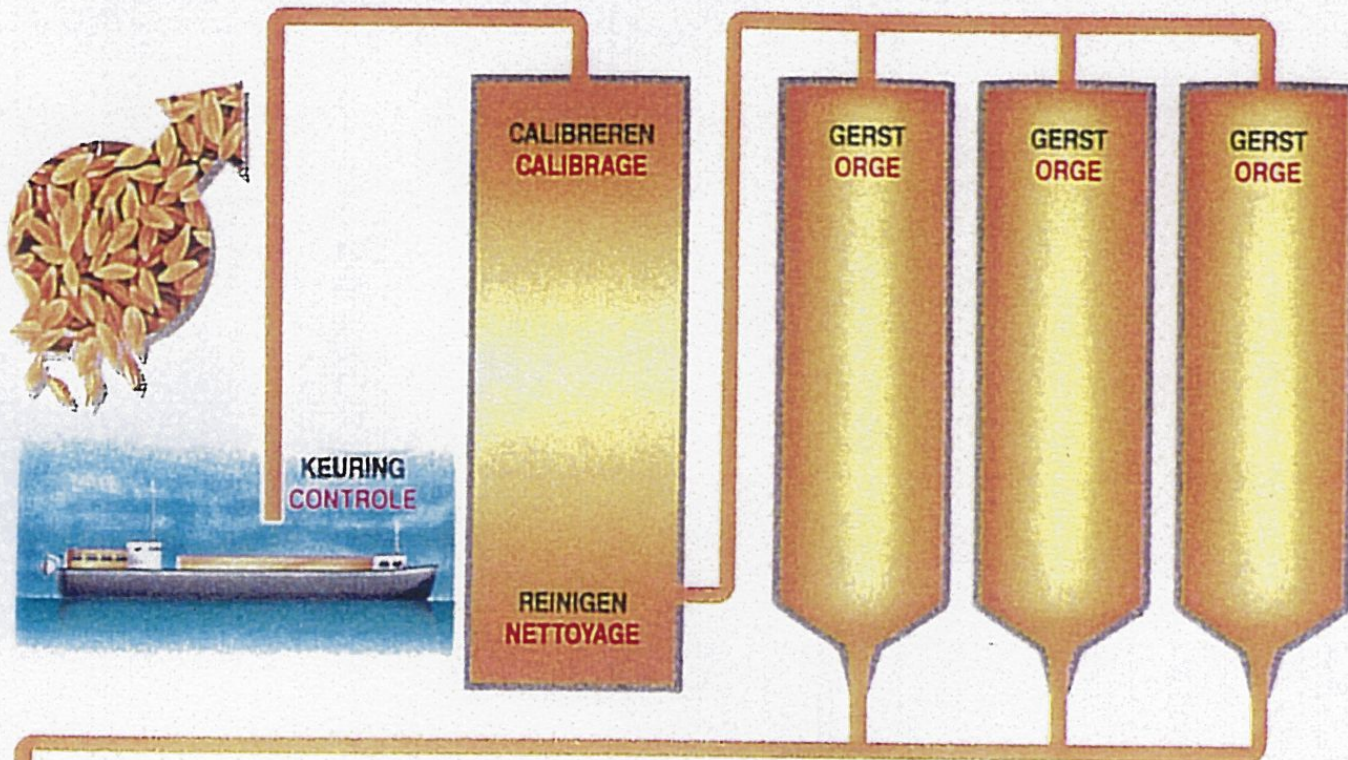 KEURING
CONTROLE
CALIBREREN
CALIBRAGE
REINIGEN
NETTOYAGE
GERST
ORGE
GERST
ORGE
GERST
ORGE